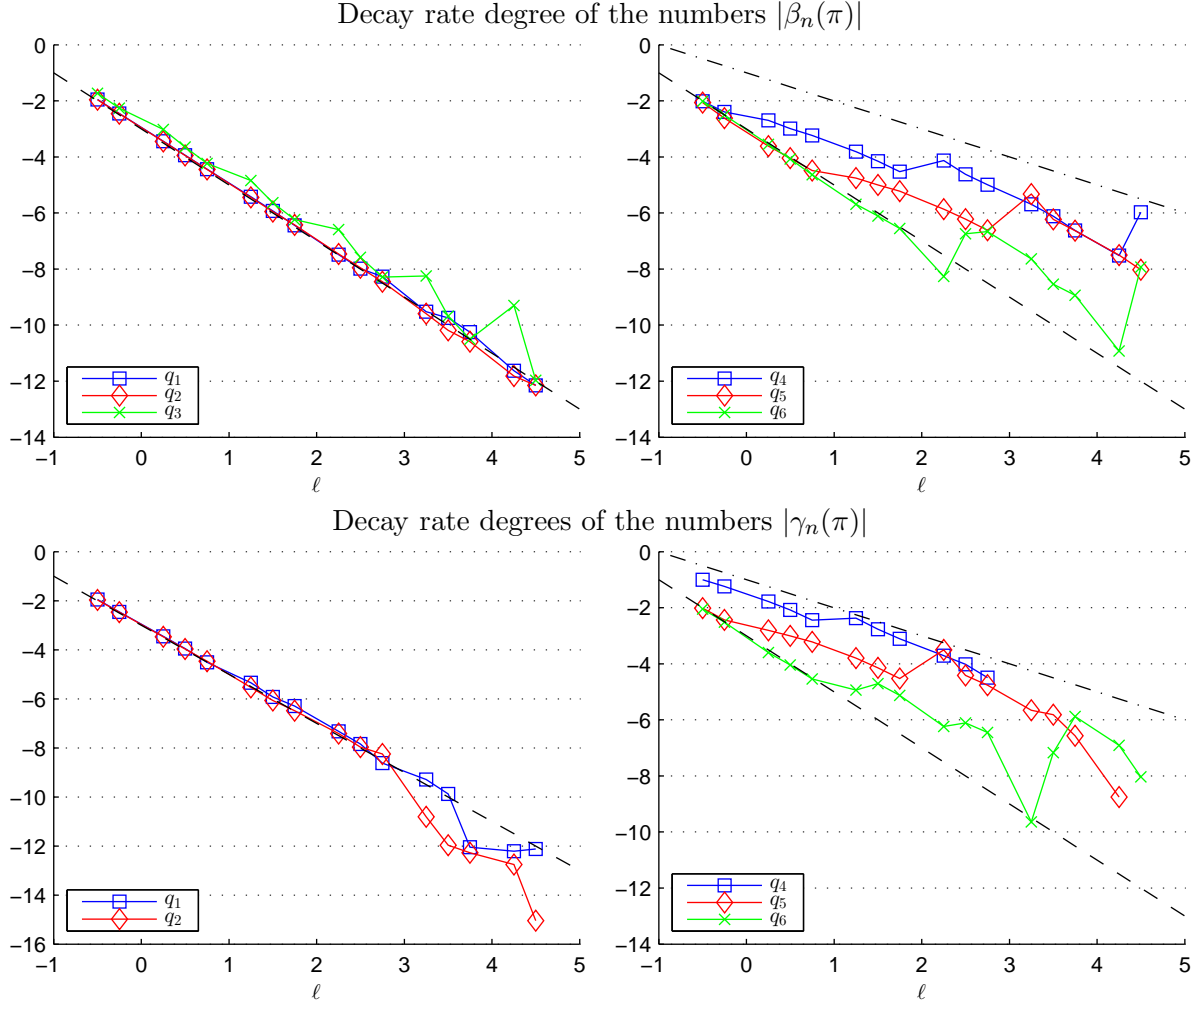 Decay rate degree of the numbers |βₙ(π)|
0
−2
−4
−6
−8
−10
−12
−14
−1 0 1 2 3 4 5
ℓ
q₁
q₂
q₃
0
−2
−4
−6
−8
−10
−12
−14
−1 0 1 2 3 4 5
ℓ
q₄
q₅
q₆
Decay rate degrees of the numbers |γₙ(π)|
0
−2
−4
−6
−8
−10
−12
−14
−16
−1 0 1 2 3 4 5
ℓ
q₁
q₂
0
−2
−4
−6
−8
−10
−12
−14
−1 0 1 2 3 4 5
ℓ
q₄
q₅
q₆